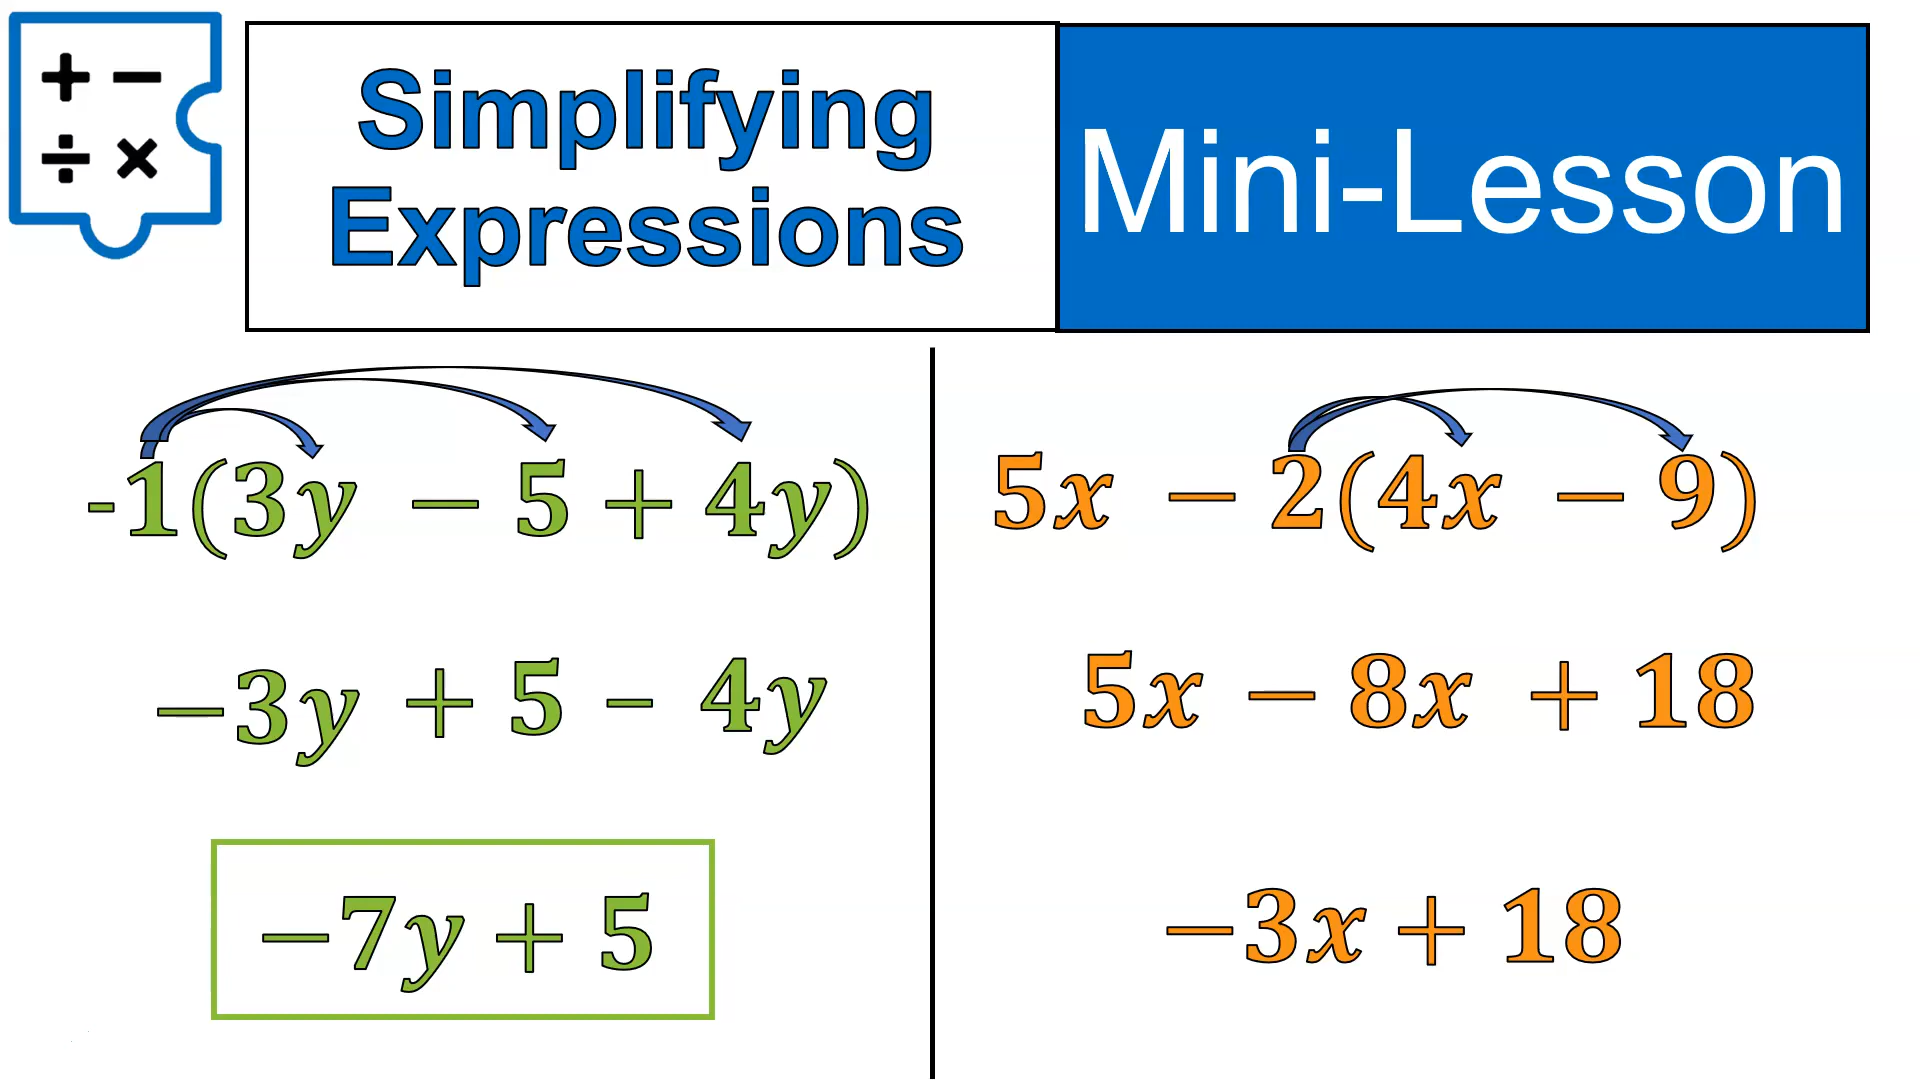 + −
÷ ×
Simplifying
Expressions
Mini-Lesson
-1(3y − 5 + 4y)
−3y + 5 − 4y
−7y + 5
5x − 2(4x − 9)
5x − 8x + 18
−3x + 18